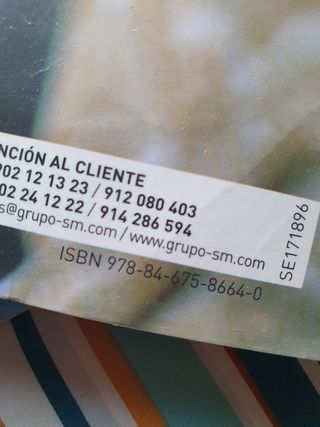 NCIÓN AL CLIENTE
902 12 13 23 / 912 080 403
02 24 12 22 / 914 286 594
s@grupo-sm.com / www.grupo-sm.com
SE171896
ISBN 978-84-675-8664-0